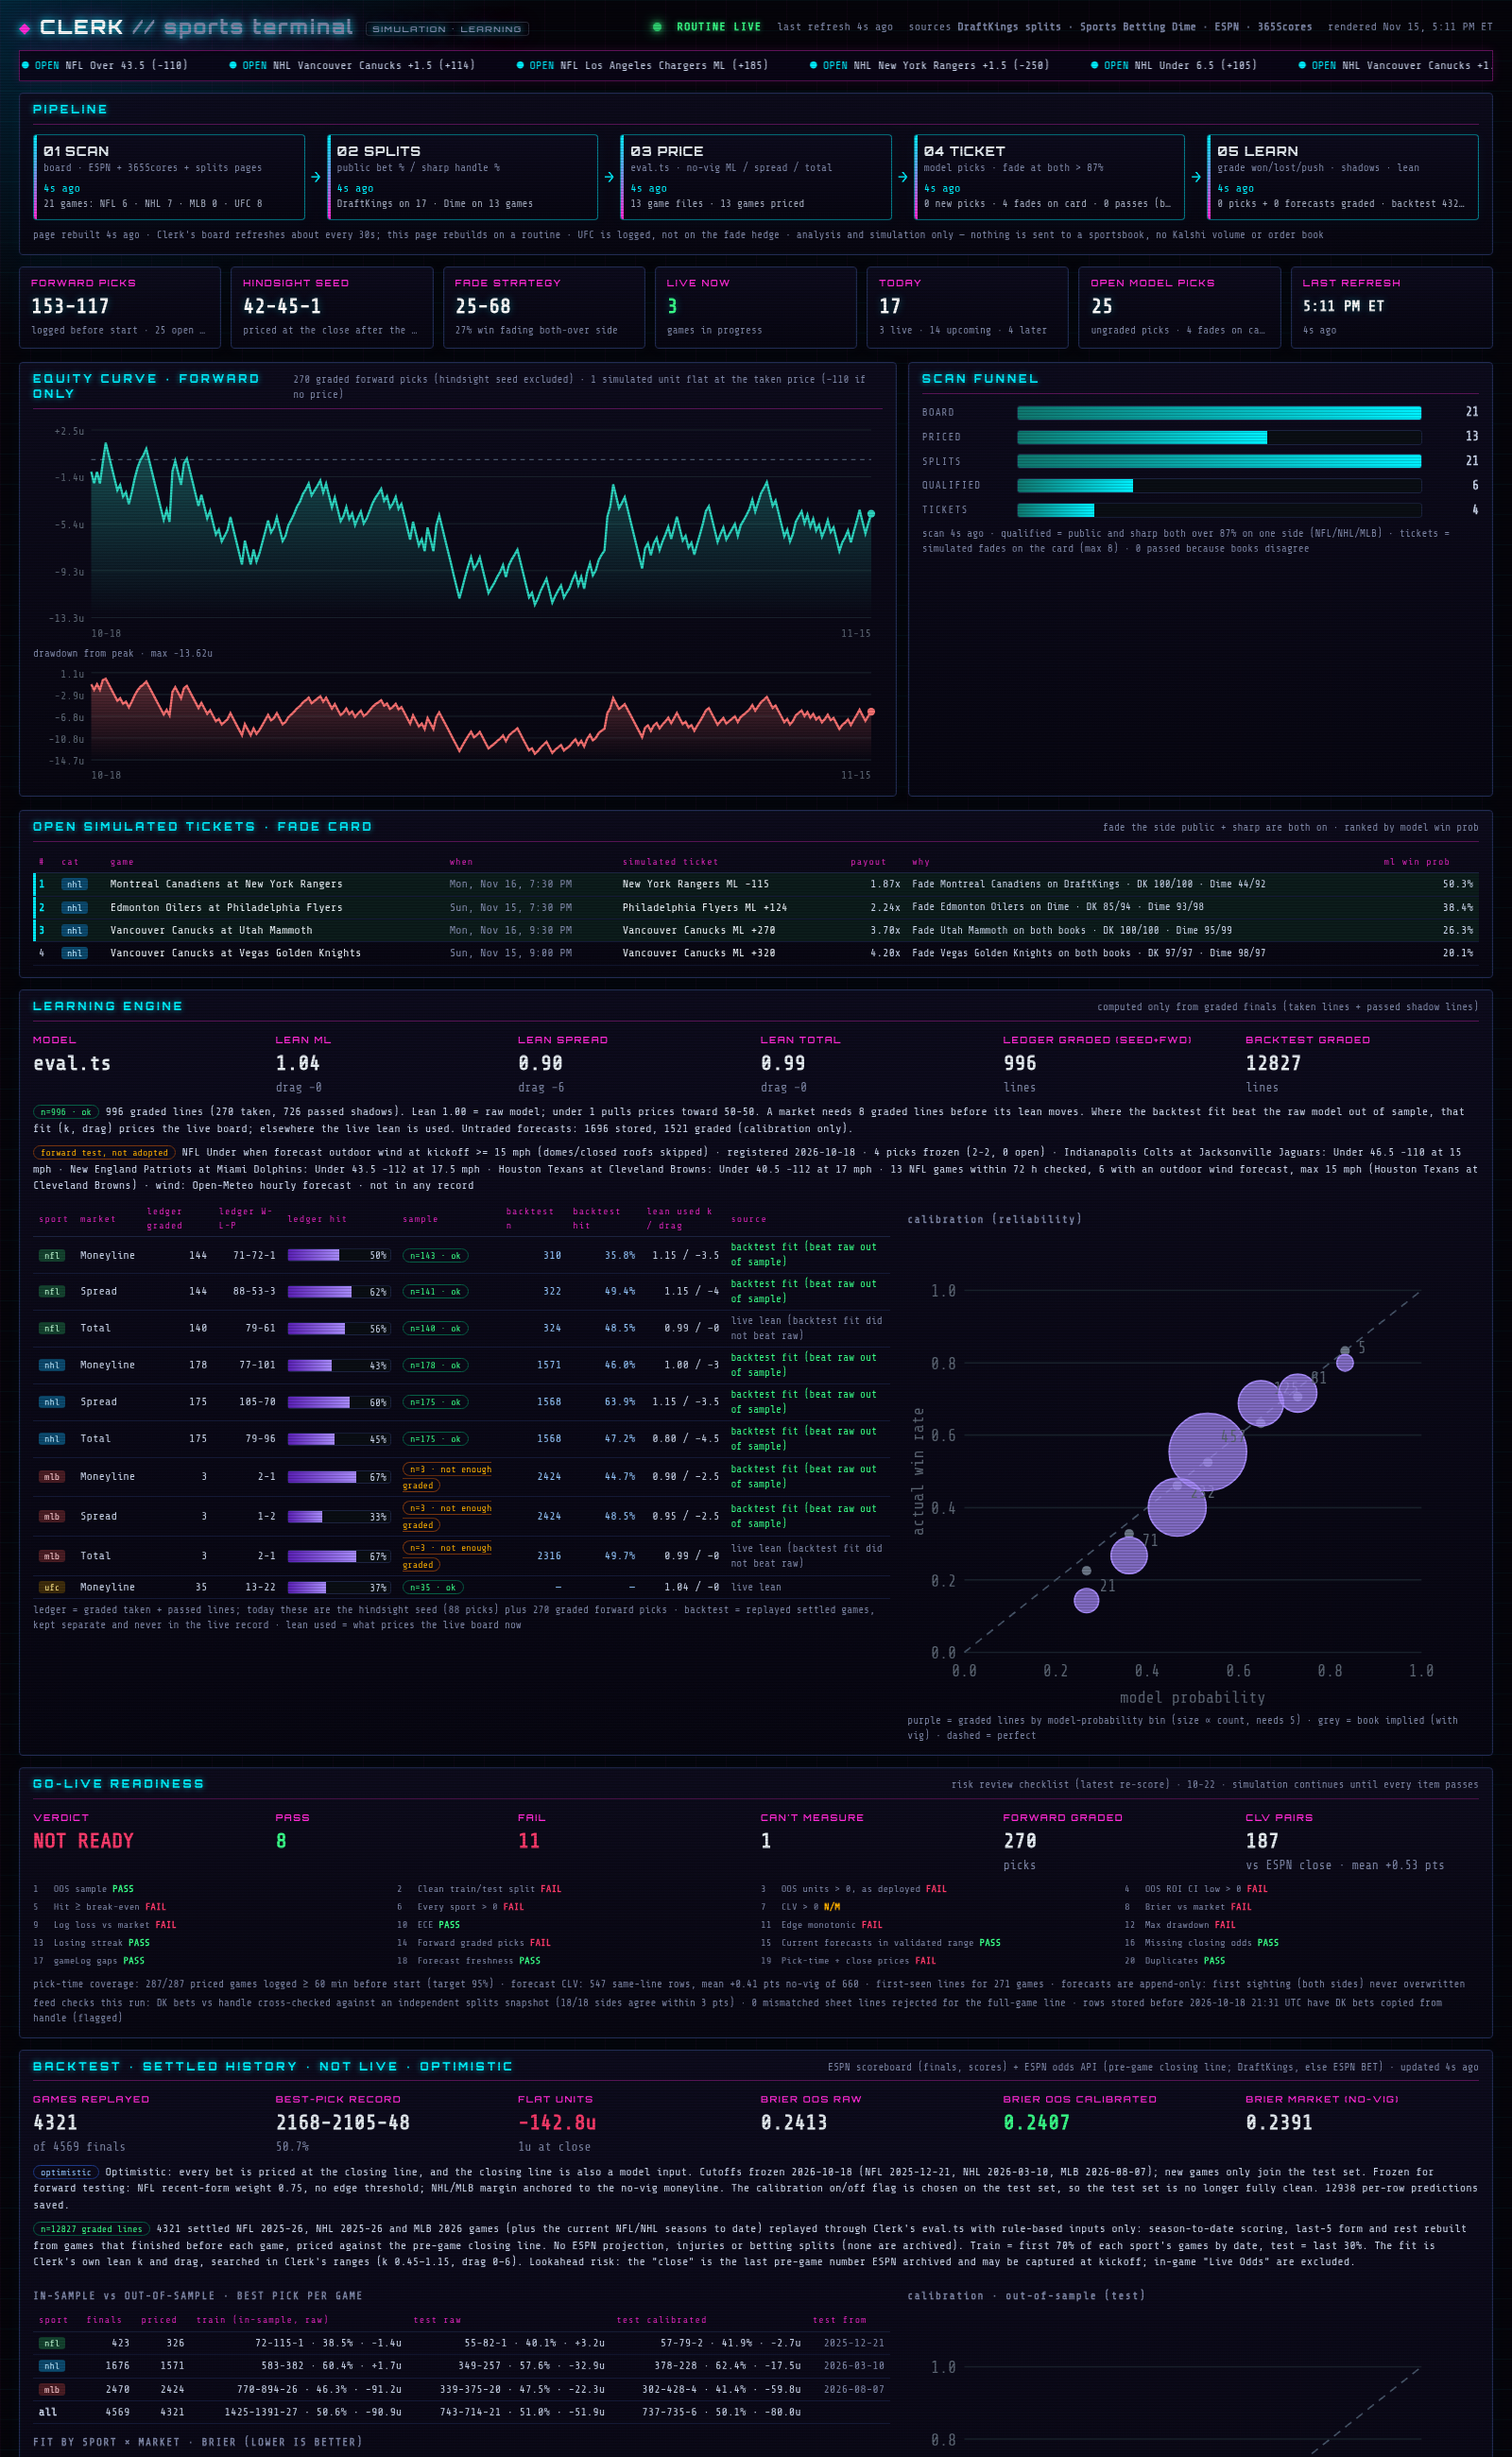 ◆ CLERK // sports terminal SIMULATION · LEARNING
ROUTINE LIVE last refresh 4s ago sources DraftKings splits · Sports Betting Dime · ESPN · 365Scores rendered Nov 15, 5:11 PM ET
OPEN NFL Over 43.5 (-110) OPEN NHL Vancouver Canucks +1.5 (+114) OPEN NFL Los Angeles Chargers ML (+185) OPEN NHL New York Rangers +1.5 (-250) OPEN NHL Under 6.5 (+105) OPEN NHL Vancouver Canucks +1.
PIPELINE
01 SCAN
board · ESPN + 365Scores + splits pages
4s ago
21 games: NFL 6 · NHL 7 · MLB 0 · UFC 8
→
02 SPLITS
public bet % / sharp handle %
4s ago
DraftKings on 17 · Dime on 13 games
→
03 PRICE
eval.ts · no-vig ML / spread / total
4s ago
13 game files · 13 games priced
→
04 TICKET
model picks · fade at both > 87%
4s ago
0 new picks · 4 fades on card · 0 passes (b…
→
05 LEARN
grade won/lost/push · shadows · lean
4s ago
0 picks + 0 forecasts graded · backtest 432…
page rebuilt 4s ago · Clerk's board refreshes about every 30s; this page rebuilds on a routine · UFC is logged, not on the fade hedge · analysis and simulation only — nothing is sent to a sportsbook, no Kalshi volume or order book
FORWARD PICKS
153-117
logged before start · 25 open …
HINDSIGHT SEED
42-45-1
priced at the close after the …
FADE STRATEGY
25-68
27% win fading both-over side
LIVE NOW
3
games in progress
TODAY
17
3 live · 14 upcoming · 4 later
OPEN MODEL PICKS
25
ungraded picks · 4 fades on ca…
LAST REFRESH
5:11 PM ET
4s ago
EQUITY CURVE · FORWARD ONLY
270 graded forward picks (hindsight seed excluded) · 1 simulated unit flat at the taken price (-110 if no price)
+2.5u
-1.4u
-5.4u
-9.3u
-13.3u
10-18 11-15
drawdown from peak · max -13.62u
1.1u
-2.9u
-6.8u
-10.8u
-14.7u
10-18 11-15
SCAN FUNNEL
BOARD 21
PRICED 13
SPLITS 21
QUALIFIED 6
TICKETS 4
scan 4s ago · qualified = public and sharp both over 87% on one side (NFL/NHL/MLB) · tickets =
simulated fades on the card (max 8) · 0 passed because books disagree
OPEN SIMULATED TICKETS · FADE CARD fade the side public + sharp are both on · ranked by model win prob
# cat game when simulated ticket payout why ml win prob
1 nhl Montreal Canadiens at New York Rangers Mon, Nov 16, 7:30 PM New York Rangers ML -115 1.87x Fade Montreal Canadiens on DraftKings · DK 100/100 · Dime 44/92 50.3%
2 nhl Edmonton Oilers at Philadelphia Flyers Sun, Nov 15, 7:30 PM Philadelphia Flyers ML +124 2.24x Fade Edmonton Oilers on Dime · DK 85/94 · Dime 93/98 38.4%
3 nhl Vancouver Canucks at Utah Mammoth Mon, Nov 16, 9:30 PM Vancouver Canucks ML +270 3.70x Fade Utah Mammoth on both books · DK 100/100 · Dime 95/99 26.3%
4 nhl Vancouver Canucks at Vegas Golden Knights Sun, Nov 15, 9:00 PM Vancouver Canucks ML +320 4.20x Fade Vegas Golden Knights on both books · DK 97/97 · Dime 98/97 20.1%
LEARNING ENGINE computed only from graded finals (taken lines + passed shadow lines)
MODEL
eval.ts
LEAN ML
1.04
drag -0
LEAN SPREAD
0.90
drag -6
LEAN TOTAL
0.99
drag -0
LEDGER GRADED (SEED+FWD)
996
lines
BACKTEST GRADED
12827
lines
n=996 · ok 996 graded lines (270 taken, 726 passed shadows). Lean 1.00 = raw model; under 1 pulls prices toward 50-50. A market needs 8 graded lines before its lean moves. Where the backtest fit beat the raw model out of sample, that
fit (k, drag) prices the live board; elsewhere the live lean is used. Untraded forecasts: 1696 stored, 1521 graded (calibration only).
forward test, not adopted NFL Under when forecast outdoor wind at kickoff >= 15 mph (domes/closed roofs skipped) · registered 2026-10-18 · 4 picks frozen (2-2, 0 open) · Indianapolis Colts at Jacksonville Jaguars: Under 46.5 -110 at 15
mph · New England Patriots at Miami Dolphins: Under 43.5 -112 at 17.5 mph · Houston Texans at Cleveland Browns: Under 40.5 -112 at 17 mph · 13 NFL games within 72 h checked, 6 with an outdoor wind forecast, max 15 mph (Houston Texans at
Cleveland Browns) · wind: Open-Meteo hourly forecast · not in any record
sport market ledger graded ledger W-L-P ledger hit sample backtest n backtest hit lean used k / drag source
nfl Moneyline 144 71-72-1 50% n=143 · ok 310 35.8% 1.15 / -3.5 backtest fit (beat raw out of sample)
nfl Spread 144 88-53-3 62% n=141 · ok 322 49.4% 1.15 / -4 backtest fit (beat raw out of sample)
nfl Total 140 79-61 56% n=140 · ok 324 48.5% 0.99 / -0 live lean (backtest fit did not beat raw)
nhl Moneyline 178 77-101 43% n=178 · ok 1571 46.0% 1.00 / -3 backtest fit (beat raw out of sample)
nhl Spread 175 105-70 60% n=175 · ok 1568 63.9% 1.15 / -3.5 backtest fit (beat raw out of sample)
nhl Total 175 79-96 45% n=175 · ok 1568 47.2% 0.80 / -4.5 backtest fit (beat raw out of sample)
mlb Moneyline 3 2-1 67% n=3 · not enough graded 2424 44.7% 0.90 / -2.5 backtest fit (beat raw out of sample)
mlb Spread 3 1-2 33% n=3 · not enough graded 2424 48.5% 0.95 / -2.5 backtest fit (beat raw out of sample)
mlb Total 3 2-1 67% n=3 · not enough graded 2316 49.7% 0.99 / -0 live lean (backtest fit did not beat raw)
ufc Moneyline 35 13-22 37% n=35 · ok — — 1.04 / -0 live lean
ledger = graded taken + passed lines; today these are the hindsight seed (88 picks) plus 270 graded forward picks · backtest = replayed settled games,
kept separate and never in the live record · lean used = what prices the live board now
calibration (reliability)
1.0
0.8
0.6
0.4
0.2
0.0
0.0 0.2 0.4 0.6 0.8 1.0
actual win rate
model probability
5
81
71
21
purple = graded lines by model-probability bin (size ∝ count, needs 5) · grey = book implied (with
vig) · dashed = perfect
GO-LIVE READINESS risk review checklist (latest re-score) · 10-22 · simulation continues until every item passes
VERDICT
NOT READY
PASS
8
FAIL
11
CAN'T MEASURE
1
FORWARD GRADED
270
picks
CLV PAIRS
187
vs ESPN close · mean +0.53 pts
1 OOS sample PASS 2 Clean train/test split FAIL 3 OOS units > 0, as deployed FAIL 4 OOS ROI CI low > 0 FAIL
5 Hit ≥ break-even FAIL 6 Every sport > 0 FAIL 7 CLV > 0 N/M 8 Brier vs market FAIL
9 Log loss vs market FAIL 10 ECE PASS 11 Edge monotonic FAIL 12 Max drawdown FAIL
13 Losing streak PASS 14 Forward graded picks FAIL 15 Current forecasts in validated range PASS 16 Missing closing odds PASS
17 gameLog gaps PASS 18 Forecast freshness PASS 19 Pick-time + close prices FAIL 20 Duplicates PASS
pick-time coverage: 287/287 priced games logged ≥ 60 min before start (target 95%) · forecast CLV: 547 same-line rows, mean +0.41 pts no-vig of 660 · first-seen lines for 271 games · forecasts are append-only: first sighting (both sides) never overwritten
feed checks this run: DK bets vs handle cross-checked against an independent splits snapshot (18/18 sides agree within 3 pts) · 0 mismatched sheet lines rejected for the full-game line · rows stored before 2026-10-18 21:31 UTC have DK bets copied from
handle (flagged)
BACKTEST · SETTLED HISTORY · NOT LIVE · OPTIMISTIC ESPN scoreboard (finals, scores) + ESPN odds API (pre-game closing line; DraftKings, else ESPN BET) · updated 4s ago
GAMES REPLAYED
4321
of 4569 finals
BEST-PICK RECORD
2168-2105-48
50.7%
FLAT UNITS
-142.8u
1u at close
BRIER OOS RAW
0.2413
BRIER OOS CALIBRATED
0.2407
BRIER MARKET (NO-VIG)
0.2391
optimistic Optimistic: every bet is priced at the closing line, and the closing line is also a model input. Cutoffs frozen 2026-10-18 (NFL 2025-12-21, NHL 2026-03-10, MLB 2026-08-07); new games only join the test set. Frozen for
forward testing: NFL recent-form weight 0.75, no edge threshold; NHL/MLB margin anchored to the no-vig moneyline. The calibration on/off flag is chosen on the test set, so the test set is no longer fully clean. 12938 per-row predictions
saved.
n=12827 graded lines 4321 settled NFL 2025-26, NHL 2025-26 and MLB 2026 games (plus the current NFL/NHL seasons to date) replayed through Clerk's eval.ts with rule-based inputs only: season-to-date scoring, last-5 form and rest rebuilt
from games that finished before each game, priced against the pre-game closing line. No ESPN projection, injuries or betting splits (none are archived). Train = first 70% of each sport's games by date, test = last 30%. The fit is
Clerk's own lean k and drag, searched in Clerk's ranges (k 0.45-1.15, drag 0-6). Lookahead risk: the "close" is the last pre-game number ESPN archived and may be captured at kickoff; in-game "Live Odds" are excluded.
IN-SAMPLE vs OUT-OF-SAMPLE · BEST PICK PER GAME
sport finals priced train (in-sample, raw) test raw test calibrated test from
nfl 423 326 72-115-1 · 38.5% · -1.4u 55-82-1 · 40.1% · +3.2u 57-79-2 · 41.9% · -2.7u 2025-12-21
nhl 1676 1571 583-382 · 60.4% · +1.7u 349-257 · 57.6% · -32.9u 378-228 · 62.4% · -17.5u 2026-03-10
mlb 2470 2424 770-894-26 · 46.3% · -91.2u 339-375-20 · 47.5% · -22.3u 302-428-4 · 41.4% · -59.8u 2026-08-07
all 4569 4321 1425-1391-27 · 50.6% · -90.9u 743-714-21 · 51.0% · -51.9u 737-735-6 · 50.1% · -80.0u
FIT BY SPORT × MARKET · BRIER (LOWER IS BETTER)
calibration · out-of-sample (test)
1.0
0.8